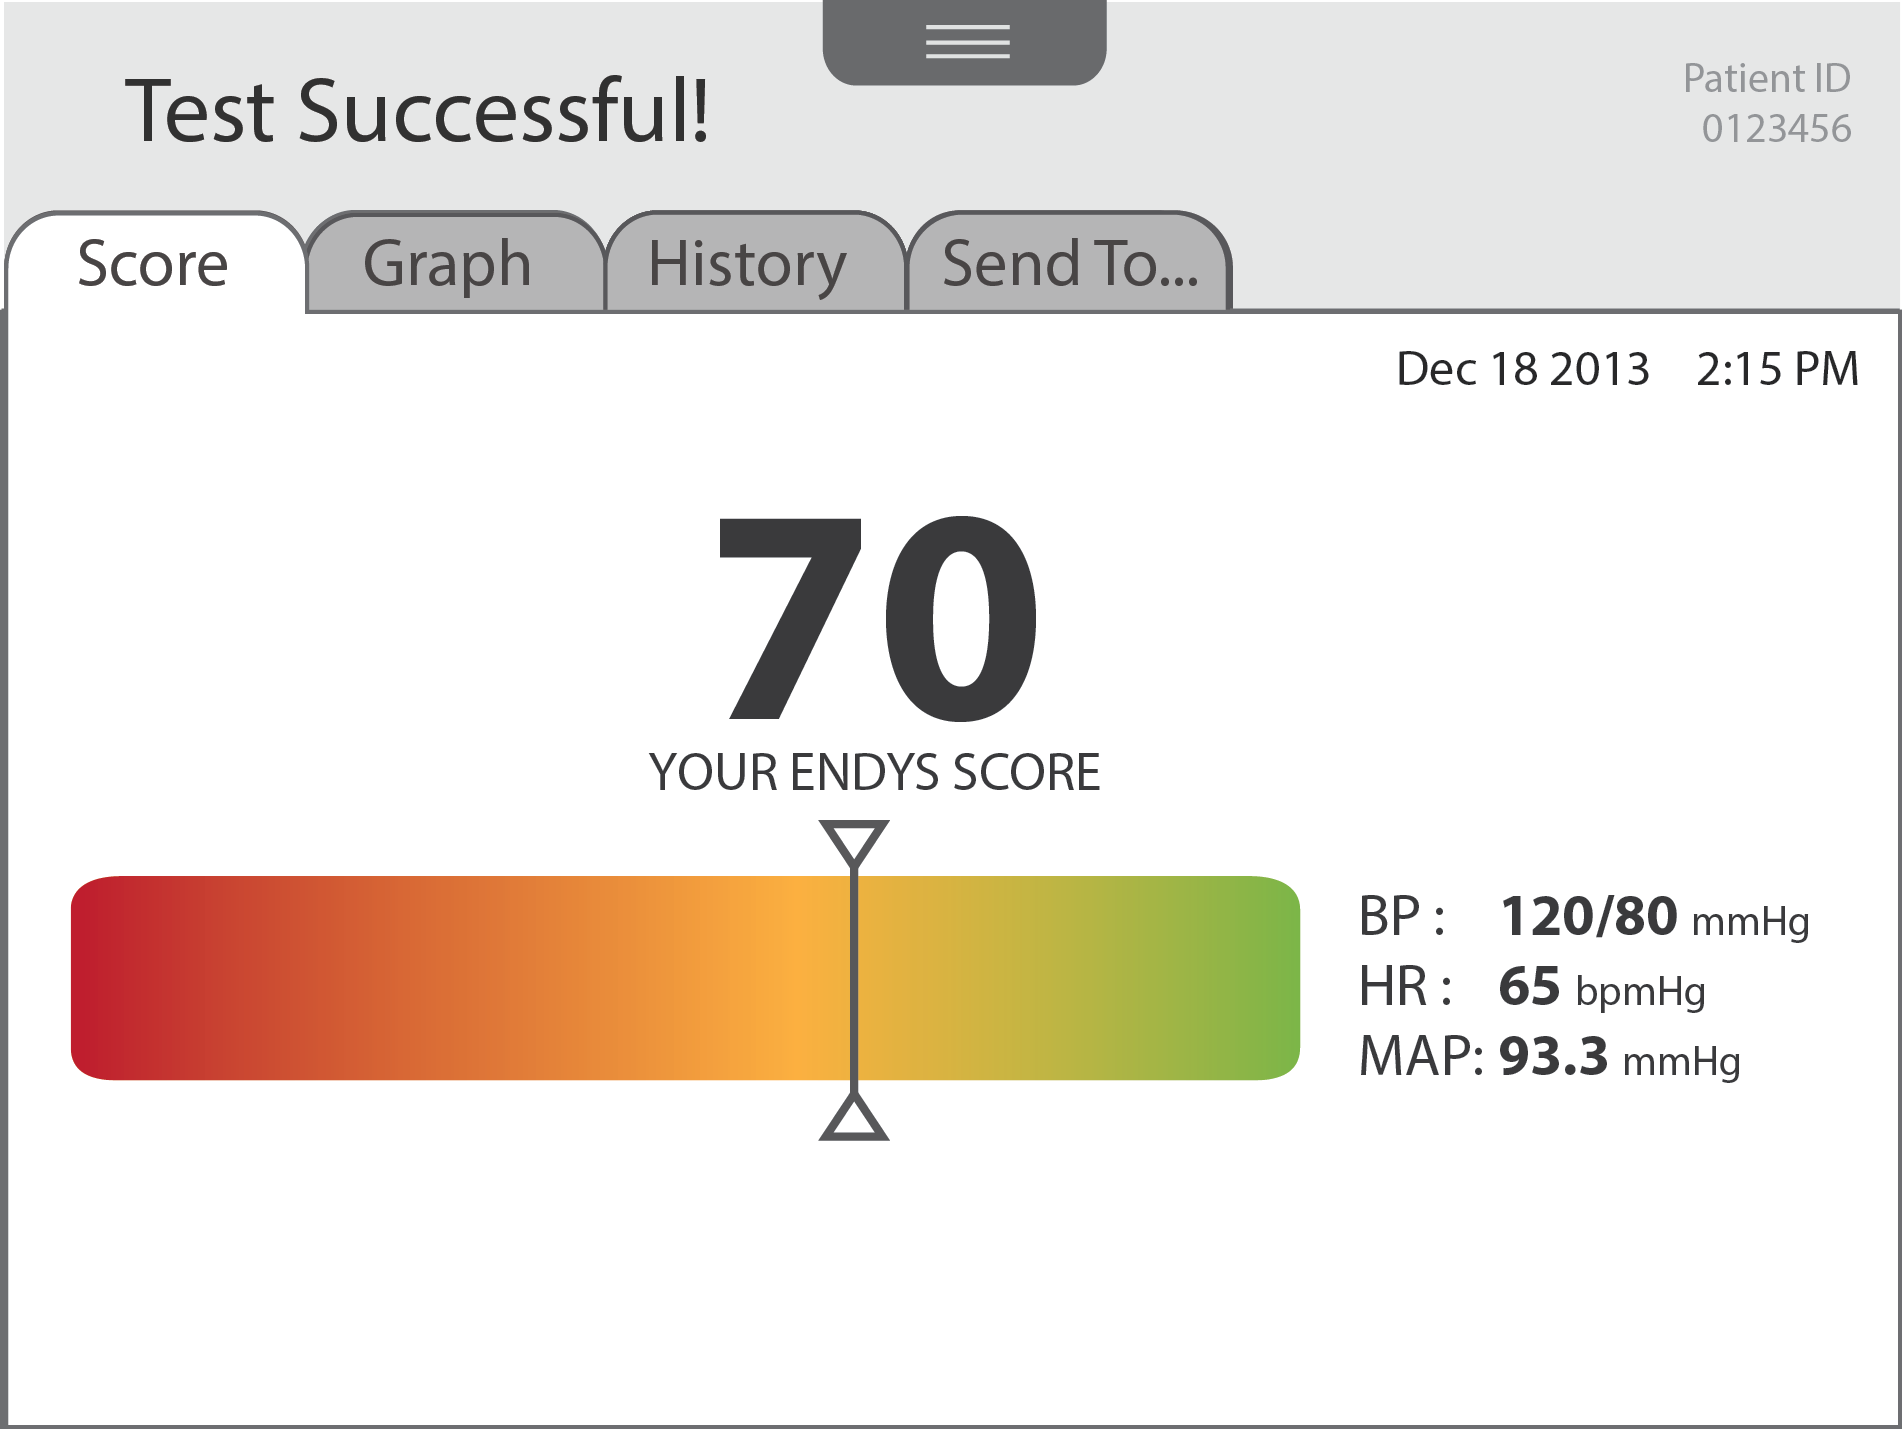 Test Successful!
Patient ID
0123456
Score
Graph
History
Send To...
Dec 18 2013 2:15 PM
70
YOUR ENDYS SCORE
BP : 120/80 mmHg
HR : 65 bpmHg
MAP: 93.3 mmHg